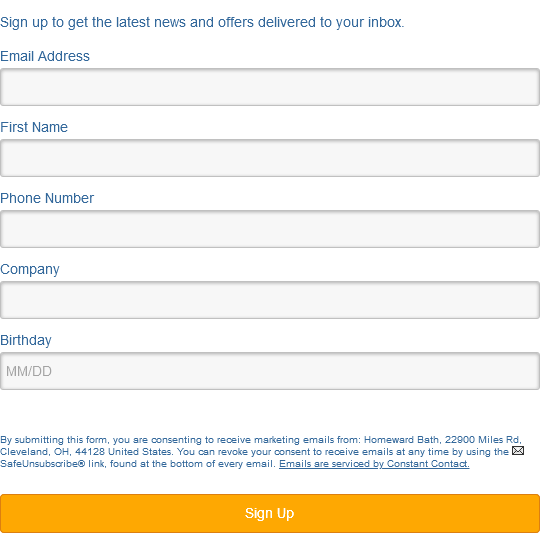 Sign up to get the latest news and offers delivered to your inbox.
Email Address
First Name
Phone Number
Company
Birthday
MM/DD
By submitting this form, you are consenting to receive marketing emails from: Homeward Bath, 22900 Miles Rd,
Cleveland, OH, 44128 United States. You can revoke your consent to receive emails at any time by using the
SafeUnsubscribe® link, found at the bottom of every email. Emails are serviced by Constant Contact.
Sign Up